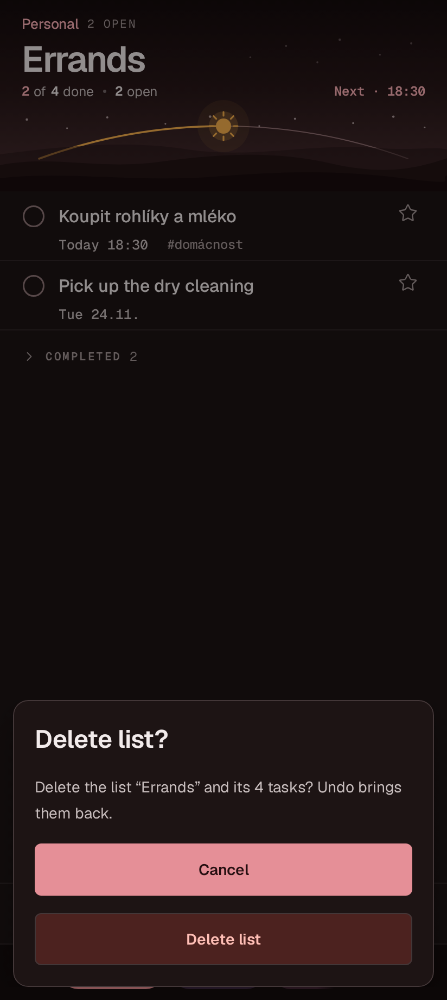 Personal 2 OPEN
Errands
2 of 4 done • 2 open
Next · 18:30
Koupit rohlíky a mléko
Today 18:30 #domácnost
Pick up the dry cleaning
Tue 24.11.
COMPLETED 2
Delete list?
Delete the list “Errands” and its 4 tasks? Undo brings
them back.
Cancel
Delete list